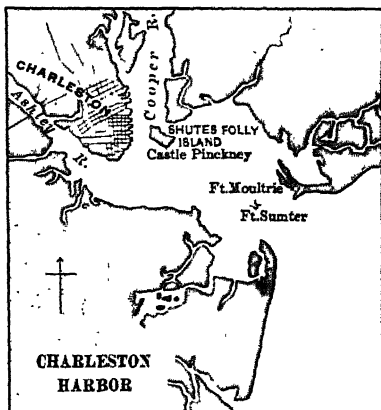 CHARLESTON
Ashley
R.
Cooper R.
SHUTES FOLLY
ISLAND
Castle Pinckney
Ft. Moultrie
Ft. Sumter
CHARLESTON
HARBOR